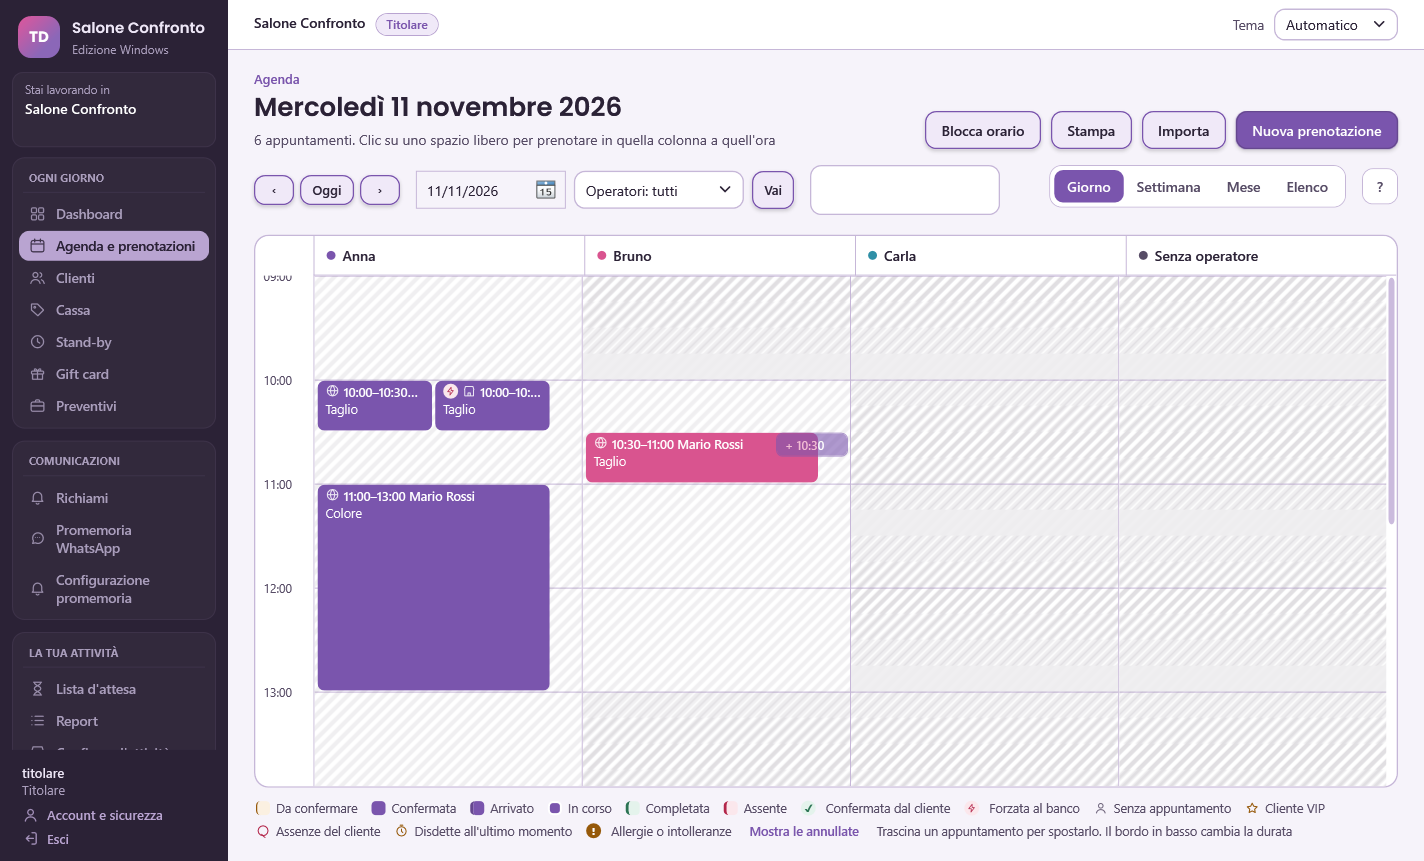 TD
Salone Confronto
Edizione Windows
Stai lavorando in
Salone Confronto
OGNI GIORNO
Dashboard
Agenda e prenotazioni
Clienti
Cassa
Stand-by
Gift card
Preventivi
COMUNICAZIONI
Richiami
Promemoria
WhatsApp
Configurazione
promemoria
LA TUA ATTIVITÀ
Lista d'attesa
Report
titolare
Titolare
Account e sicurezza
Esci
Salone Confronto Titolare
Tema Automatico
Agenda
Mercoledì 11 novembre 2026
6 appuntamenti. Clic su uno spazio libero per prenotare in quella colonna a quell'ora
Blocca orario Stampa Importa Nuova prenotazione
‹ Oggi › 11/11/2026 15 Operatori: tutti Vai
Giorno Settimana Mese Elenco ?
Anna Bruno Carla Senza operatore
09:00
10:00
10:00–10:30...
Taglio
10:00–10:...
Taglio
10:30–11:00 Mario Rossi
Taglio
+ 10:30
11:00
11:00–13:00 Mario Rossi
Colore
12:00
13:00
Da confermare Confermata Arrivato In corso Completata Assente Confermata dal cliente Forzata al banco Senza appuntamento Cliente VIP
Assenze del cliente Disdette all'ultimo momento Allergie o intolleranze Mostra le annullate Trascina un appuntamento per spostarlo. Il bordo in basso cambia la durata